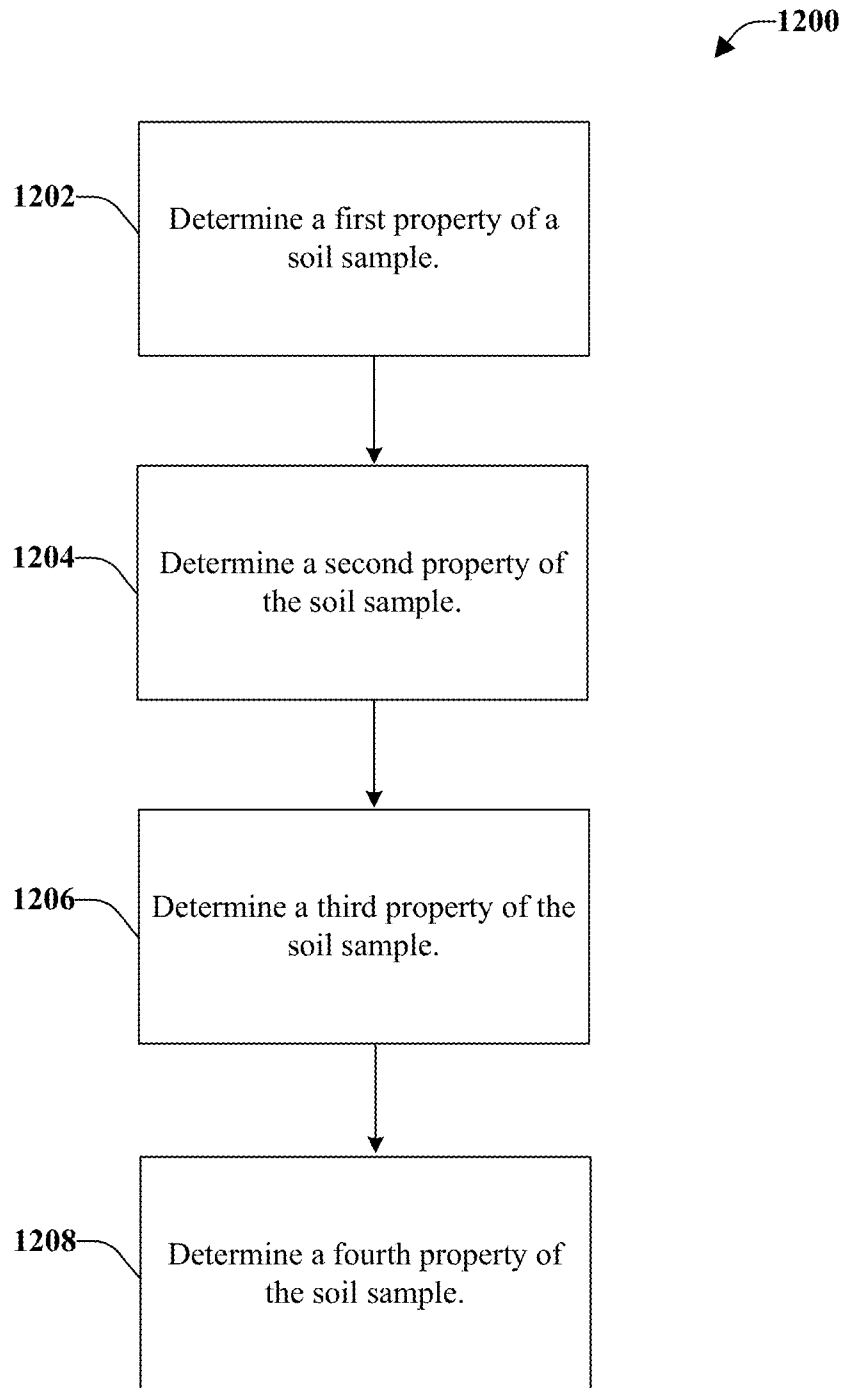 1200
1202
Determine a first property of a
soil sample.
1204
Determine a second property of
the soil sample.
1206
Determine a third property of the
soil sample.
1208
Determine a fourth property of
the soil sample.